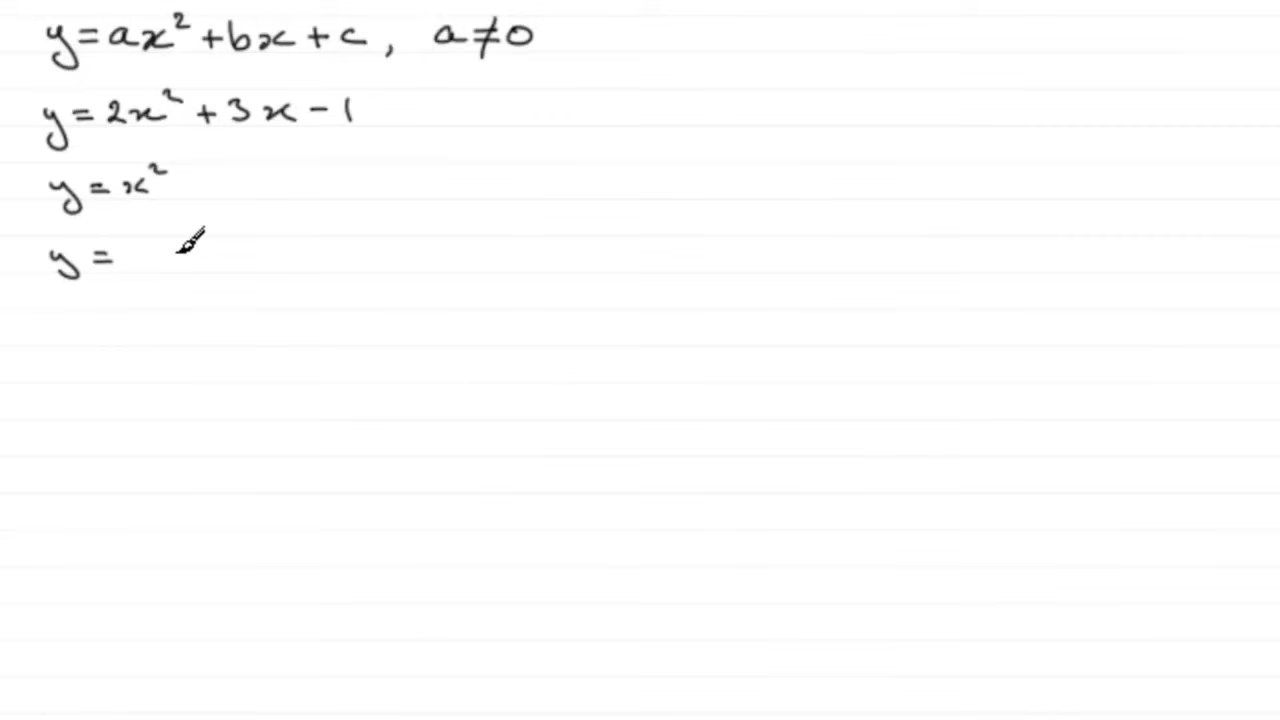 y=ax²+bx+c, a≠0
y=2x²+3x-1
y=x²
y=